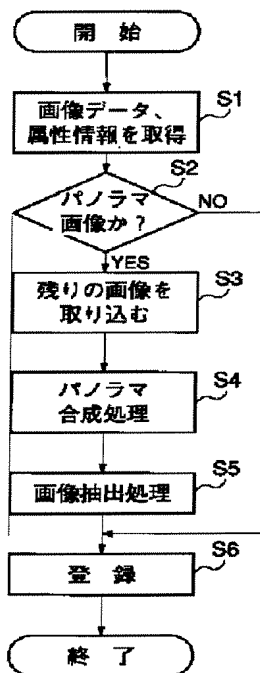 開 始
S1
画像データ、
属性情報を取得
S2
パノラマ
画像か?
NO
YES
S3
残りの画像を
取り込む
S4
パノラマ
合成処理
S5
画像抽出処理
S6
登 録
終 了